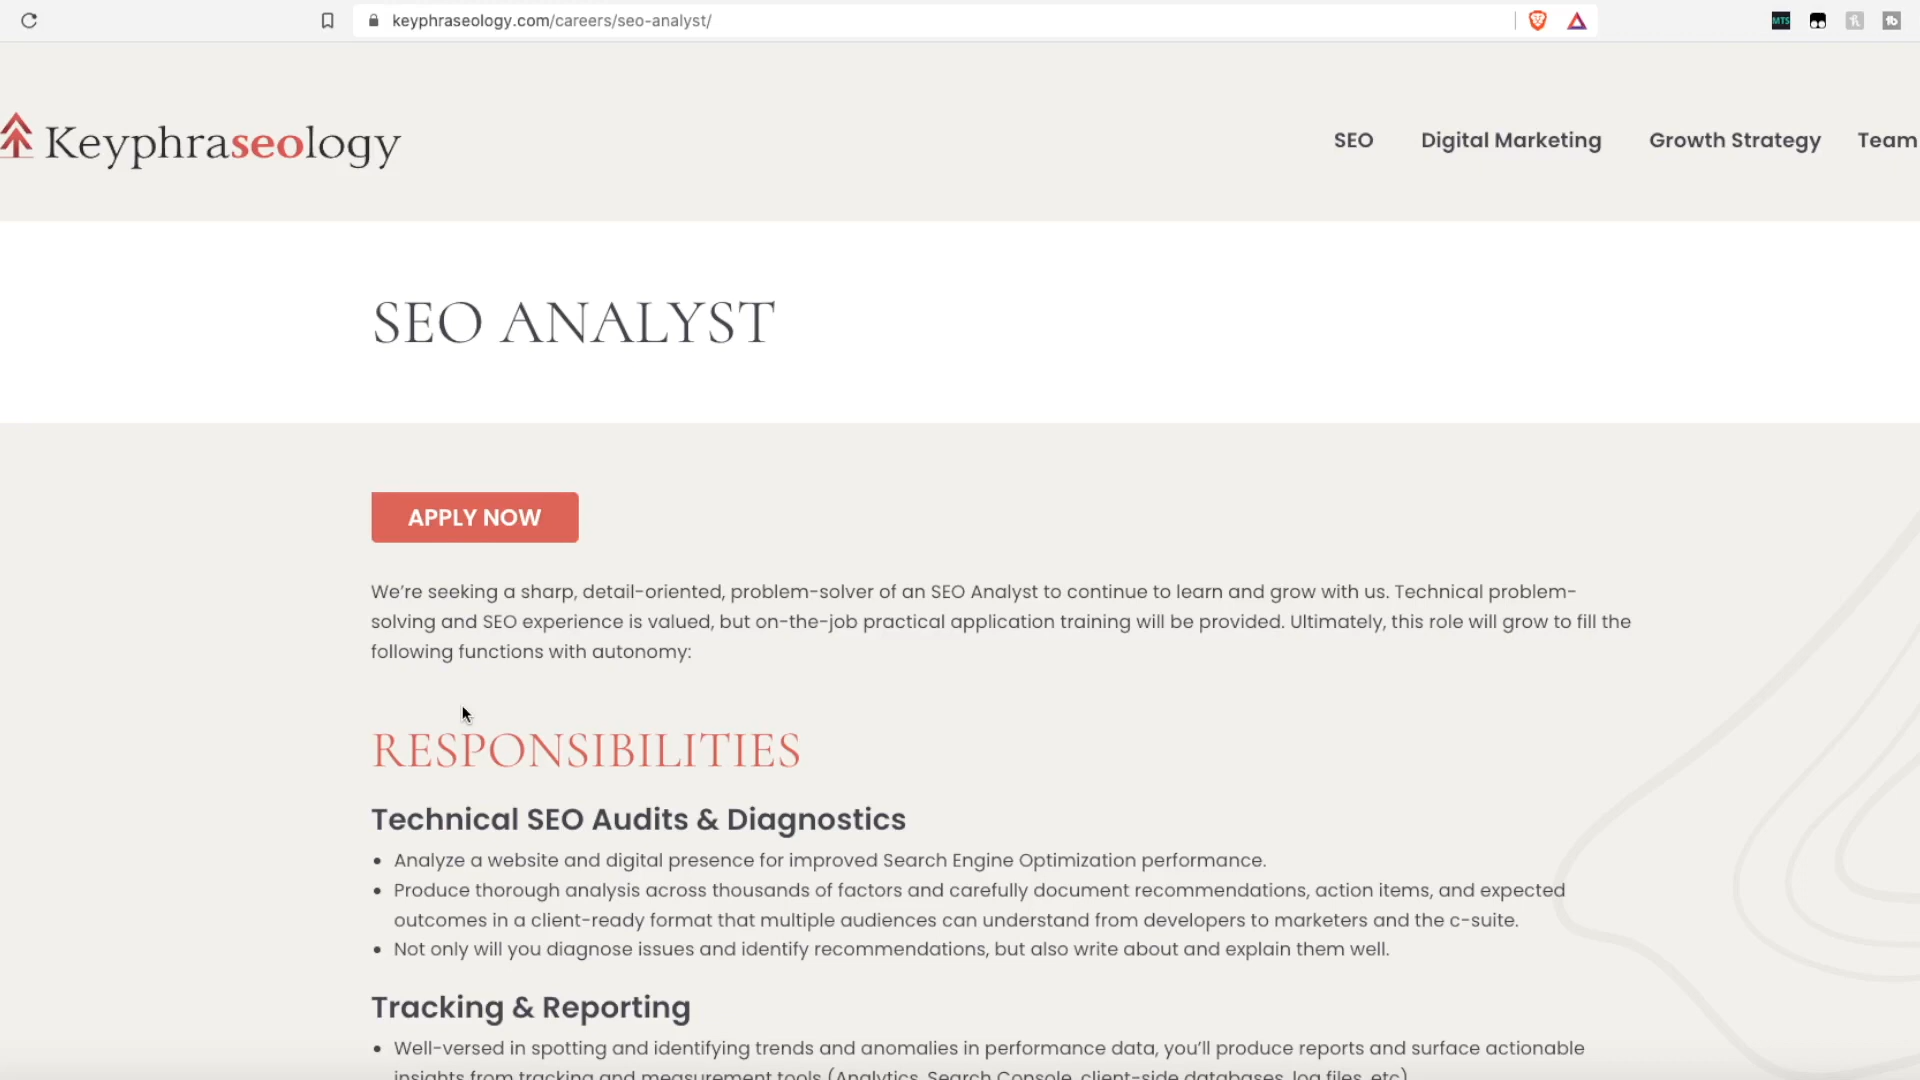 keyphraseology.com/careers/seo-analyst/
MTS
Keyphraseology
SEO
Digital Marketing
Growth Strategy
Team
SEO ANALYST
APPLY NOW
We’re seeking a sharp, detail-oriented, problem-solver of an SEO Analyst to continue to learn and grow with us. Technical problem-
solving and SEO experience is valued, but on-the-job practical application training will be provided. Ultimately, this role will grow to fill the
following functions with autonomy:
RESPONSIBILITIES
Technical SEO Audits & Diagnostics
• Analyze a website and digital presence for improved Search Engine Optimization performance.
• Produce thorough analysis across thousands of factors and carefully document recommendations, action items, and expected
outcomes in a client-ready format that multiple audiences can understand from developers to marketers and the c-suite.
• Not only will you diagnose issues and identify recommendations, but also write about and explain them well.
Tracking & Reporting
• Well-versed in spotting and identifying trends and anomalies in performance data, you’ll produce reports and surface actionable
insights from tracking and measurement tools (Analytics, Search Console, client-side databases, log files, etc)